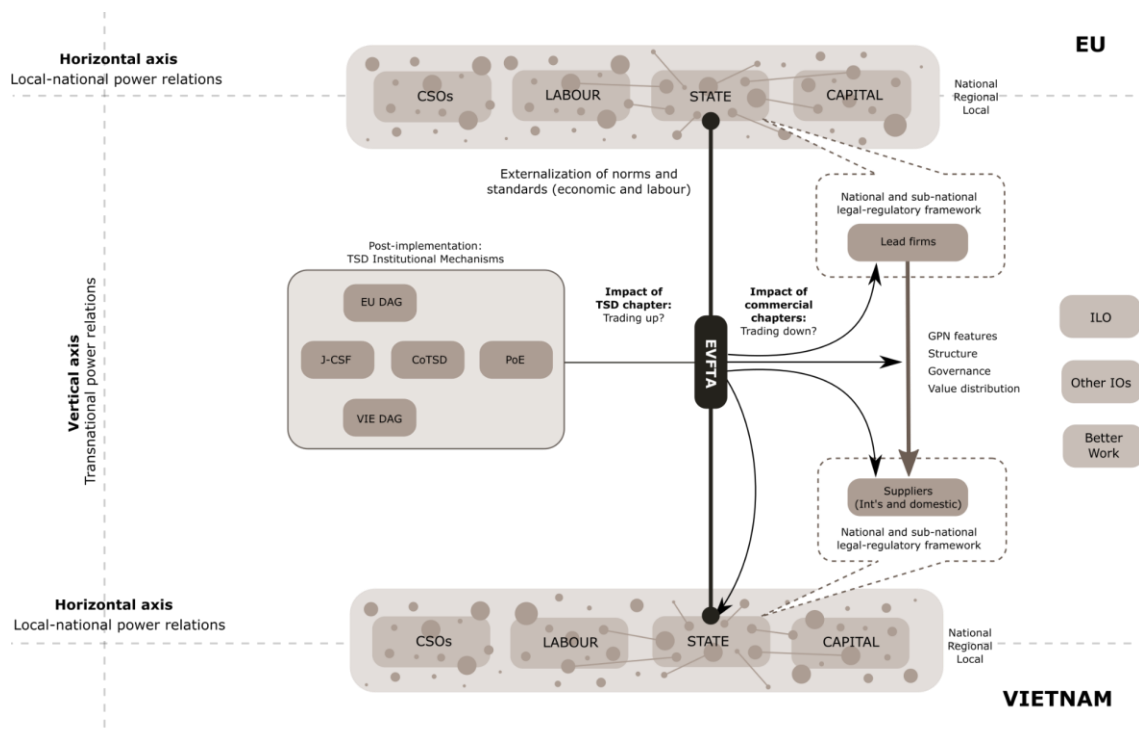 EU
Horizontal axis
Local-national power relations
CSOs
LABOUR
STATE
CAPITAL
National
Regional
Local
Externalization of norms and
standards (economic and labour)
National and sub-national
legal-regulatory framework
Lead firms
Post-implementation:
TSD Institutional Mechanisms
EU DAG
J-CSF
CoTSD
PoE
VIE DAG
Impact of
TSD chapter:
Trading up?
Impact of
commercial
chapters:
Trading down?
EVFTA
GPN features
Structure
Governance
Value distribution
ILO
Other IOs
Better
Work
Vertical axis
Transnational power relations
Suppliers
(Int's and domestic)
National and sub-national
legal-regulatory framework
Horizontal axis
Local-national power relations
CSOs
LABOUR
STATE
CAPITAL
National
Regional
Local
VIETNAM